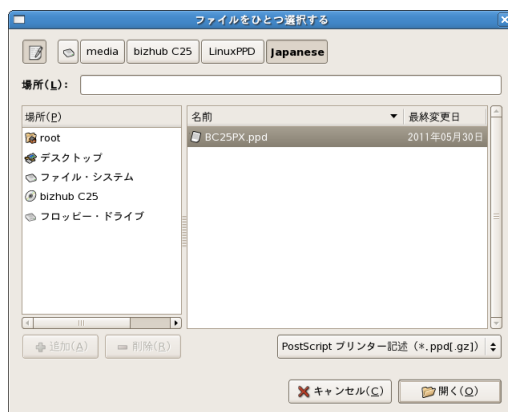 ファイルをひとつ選択する
media bizhub C25 LinuxPPD Japanese
場所(L):
場所(P)
root
デスクトップ
ファイル・システム
bizhub C25
フロッピー・ドライブ
名前 最終変更日
BC25PX.ppd 2011年05月30日
追加(A) 削除(R)
PostScript プリンター記述 (*.ppd[.gz])
キャンセル(C) 開く(O)